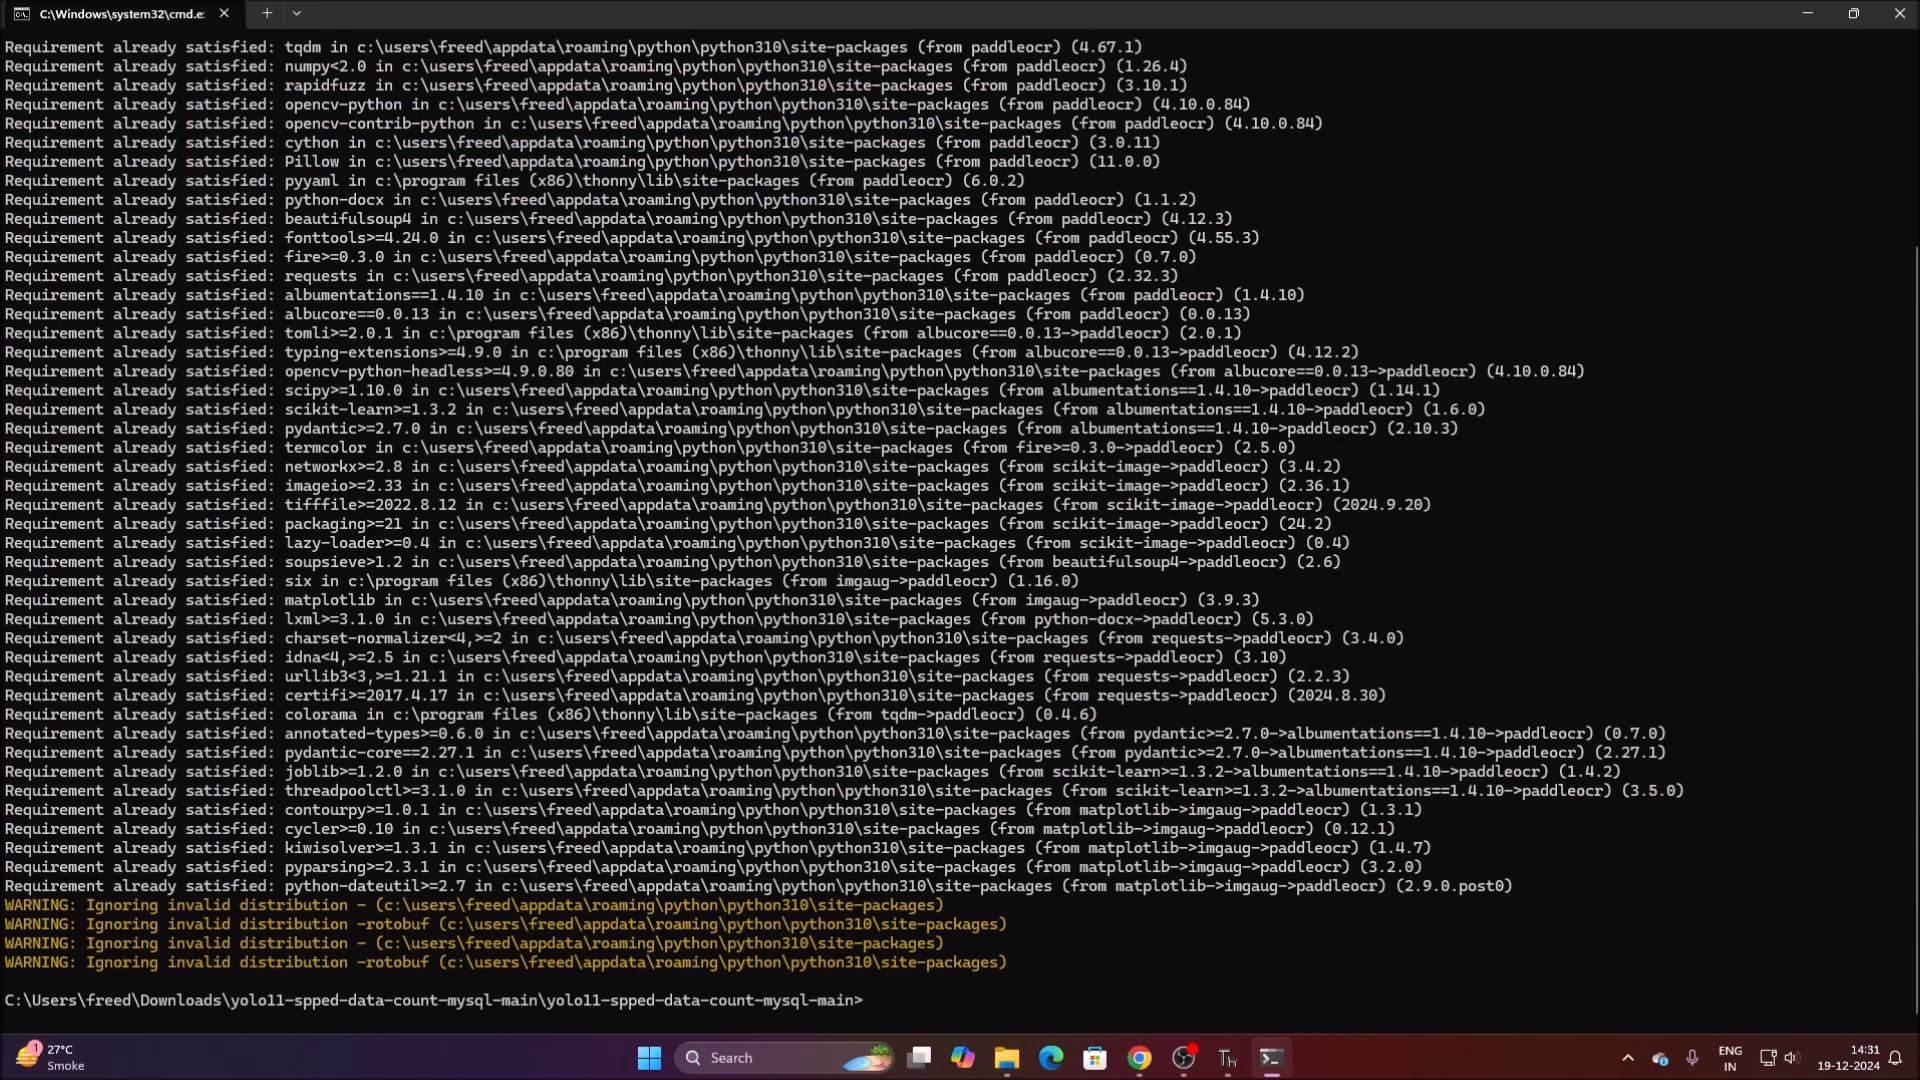 C:\Windows\system32\cmd.e:
Requirement already satisfied: tqdm in c:\users\freed\appdata\roaming\python\python310\site-packages (from paddleocr) (4.67.1)
Requirement already satisfied: numpy<2.0 in c:\users\freed\appdata\roaming\python\python310\site-packages (from paddleocr) (1.26.4)
Requirement already satisfied: rapidfuzz in c:\users\freed\appdata\roaming\python\python310\site-packages (from paddleocr) (3.10.1)
Requirement already satisfied: opencv-python in c:\users\freed\appdata\roaming\python\python310\site-packages (from paddleocr) (4.10.0.84)
Requirement already satisfied: opencv-contrib-python in c:\users\freed\appdata\roaming\python\python310\site-packages (from paddleocr) (4.10.0.84)
Requirement already satisfied: cython in c:\users\freed\appdata\roaming\python\python310\site-packages (from paddleocr) (3.0.11)
Requirement already satisfied: Pillow in c:\users\freed\appdata\roaming\python\python310\site-packages (from paddleocr) (11.0.0)
Requirement already satisfied: pyyaml in c:\program files (x86)\thonny\lib\site-packages (from paddleocr) (6.0.2)
Requirement already satisfied: python-docx in c:\users\freed\appdata\roaming\python\python310\site-packages (from paddleocr) (1.1.2)
Requirement already satisfied: beautifulsoup4 in c:\users\freed\appdata\roaming\python\python310\site-packages (from paddleocr) (4.12.3)
Requirement already satisfied: fonttools>=4.24.0 in c:\users\freed\appdata\roaming\python\python310\site-packages (from paddleocr) (4.55.3)
Requirement already satisfied: fire>=0.3.0 in c:\users\freed\appdata\roaming\python\python310\site-packages (from paddleocr) (0.7.0)
Requirement already satisfied: requests in c:\users\freed\appdata\roaming\python\python310\site-packages (from paddleocr) (2.32.3)
Requirement already satisfied: albumentations==1.4.10 in c:\users\freed\appdata\roaming\python\python310\site-packages (from paddleocr) (1.4.10)
Requirement already satisfied: albucore==0.0.13 in c:\users\freed\appdata\roaming\python\python310\site-packages (from paddleocr) (0.0.13)
Requirement already satisfied: tomli>=2.0.1 in c:\program files (x86)\thonny\lib\site-packages (from albucore==0.0.13->paddleocr) (2.0.1)
Requirement already satisfied: typing-extensions>=4.9.0 in c:\program files (x86)\thonny\lib\site-packages (from albucore==0.0.13->paddleocr) (4.12.2)
Requirement already satisfied: opencv-python-headless>=4.9.0.80 in c:\users\freed\appdata\roaming\python\python310\site-packages (from albucore==0.0.13->paddleocr) (4.10.0.84)
Requirement already satisfied: scipy>=1.10.0 in c:\users\freed\appdata\roaming\python\python310\site-packages (from albumentations==1.4.10->paddleocr) (1.14.1)
Requirement already satisfied: scikit-learn>=1.3.2 in c:\users\freed\appdata\roaming\python\python310\site-packages (from albumentations==1.4.10->paddleocr) (1.6.0)
Requirement already satisfied: pydantic>=2.7.0 in c:\users\freed\appdata\roaming\python\python310\site-packages (from albumentations==1.4.10->paddleocr) (2.10.3)
Requirement already satisfied: termcolor in c:\users\freed\appdata\roaming\python\python310\site-packages (from fire>=0.3.0->paddleocr) (2.5.0)
Requirement already satisfied: networkx>=2.8 in c:\users\freed\appdata\roaming\python\python310\site-packages (from scikit-image->paddleocr) (3.4.2)
Requirement already satisfied: imageio>=2.33 in c:\users\freed\appdata\roaming\python\python310\site-packages (from scikit-image->paddleocr) (2.36.1)
Requirement already satisfied: tifffile>=2022.8.12 in c:\users\freed\appdata\roaming\python\python310\site-packages (from scikit-image->paddleocr) (2024.9.20)
Requirement already satisfied: packaging>=21 in c:\users\freed\appdata\roaming\python\python310\site-packages (from scikit-image->paddleocr) (24.2)
Requirement already satisfied: lazy-loader>=0.4 in c:\users\freed\appdata\roaming\python\python310\site-packages (from scikit-image->paddleocr) (0.4)
Requirement already satisfied: soupsieve>1.2 in c:\users\freed\appdata\roaming\python\python310\site-packages (from beautifulsoup4->paddleocr) (2.6)
Requirement already satisfied: six in c:\program files (x86)\thonny\lib\site-packages (from imgaug->paddleocr) (1.16.0)
Requirement already satisfied: matplotlib in c:\users\freed\appdata\roaming\python\python310\site-packages (from imgaug->paddleocr) (3.9.3)
Requirement already satisfied: lxml>=3.1.0 in c:\users\freed\appdata\roaming\python\python310\site-packages (from python-docx->paddleocr) (5.3.0)
Requirement already satisfied: charset-normalizer<4,>=2 in c:\users\freed\appdata\roaming\python\python310\site-packages (from requests->paddleocr) (3.4.0)
Requirement already satisfied: idna<4,>=2.5 in c:\users\freed\appdata\roaming\python\python310\site-packages (from requests->paddleocr) (3.10)
Requirement already satisfied: urllib3<3,>=1.21.1 in c:\users\freed\appdata\roaming\python\python310\site-packages (from requests->paddleocr) (2.2.3)
Requirement already satisfied: certifi>=2017.4.17 in c:\users\freed\appdata\roaming\python\python310\site-packages (from requests->paddleocr) (2024.8.30)
Requirement already satisfied: colorama in c:\program files (x86)\thonny\lib\site-packages (from tqdm->paddleocr) (0.4.6)
Requirement already satisfied: annotated-types>=0.6.0 in c:\users\freed\appdata\roaming\python\python310\site-packages (from pydantic>=2.7.0->albumentations==1.4.10->paddleocr) (0.7.0)
Requirement already satisfied: pydantic-core==2.27.1 in c:\users\freed\appdata\roaming\python\python310\site-packages (from pydantic>=2.7.0->albumentations==1.4.10->paddleocr) (2.27.1)
Requirement already satisfied: joblib>=1.2.0 in c:\users\freed\appdata\roaming\python\python310\site-packages (from scikit-learn>=1.3.2->albumentations==1.4.10->paddleocr) (1.4.2)
Requirement already satisfied: threadpoolctl>=3.1.0 in c:\users\freed\appdata\roaming\python\python310\site-packages (from scikit-learn>=1.3.2->albumentations==1.4.10->paddleocr) (3.5.0)
Requirement already satisfied: contourpy>=1.0.1 in c:\users\freed\appdata\roaming\python\python310\site-packages (from matplotlib->imgaug->paddleocr) (1.3.1)
Requirement already satisfied: cycler>=0.10 in c:\users\freed\appdata\roaming\python\python310\site-packages (from matplotlib->imgaug->paddleocr) (0.12.1)
Requirement already satisfied: kiwisolver>=1.3.1 in c:\users\freed\appdata\roaming\python\python310\site-packages (from matplotlib->imgaug->paddleocr) (1.4.7)
Requirement already satisfied: pyparsing>=2.3.1 in c:\users\freed\appdata\roaming\python\python310\site-packages (from matplotlib->imgaug->paddleocr) (3.2.0)
Requirement already satisfied: python-dateutil>=2.7 in c:\users\freed\appdata\roaming\python\python310\site-packages (from matplotlib->imgaug->paddleocr) (2.9.0.post0)
WARNING: Ignoring invalid distribution - (c:\users\freed\appdata\roaming\python\python310\site-packages)
WARNING: Ignoring invalid distribution -rotobuf (c:\users\freed\appdata\roaming\python\python310\site-packages)
WARNING: Ignoring invalid distribution - (c:\users\freed\appdata\roaming\python\python310\site-packages)
WARNING: Ignoring invalid distribution -rotobuf (c:\users\freed\appdata\roaming\python\python310\site-packages)
C:\Users\freed\Downloads\yolo11-spped-data-count-mysql-main\yolo11-spped-data-count-mysql-main>
1
27°C
Smoke
Search
Th
ENG
IN
14:31
19-12-2024